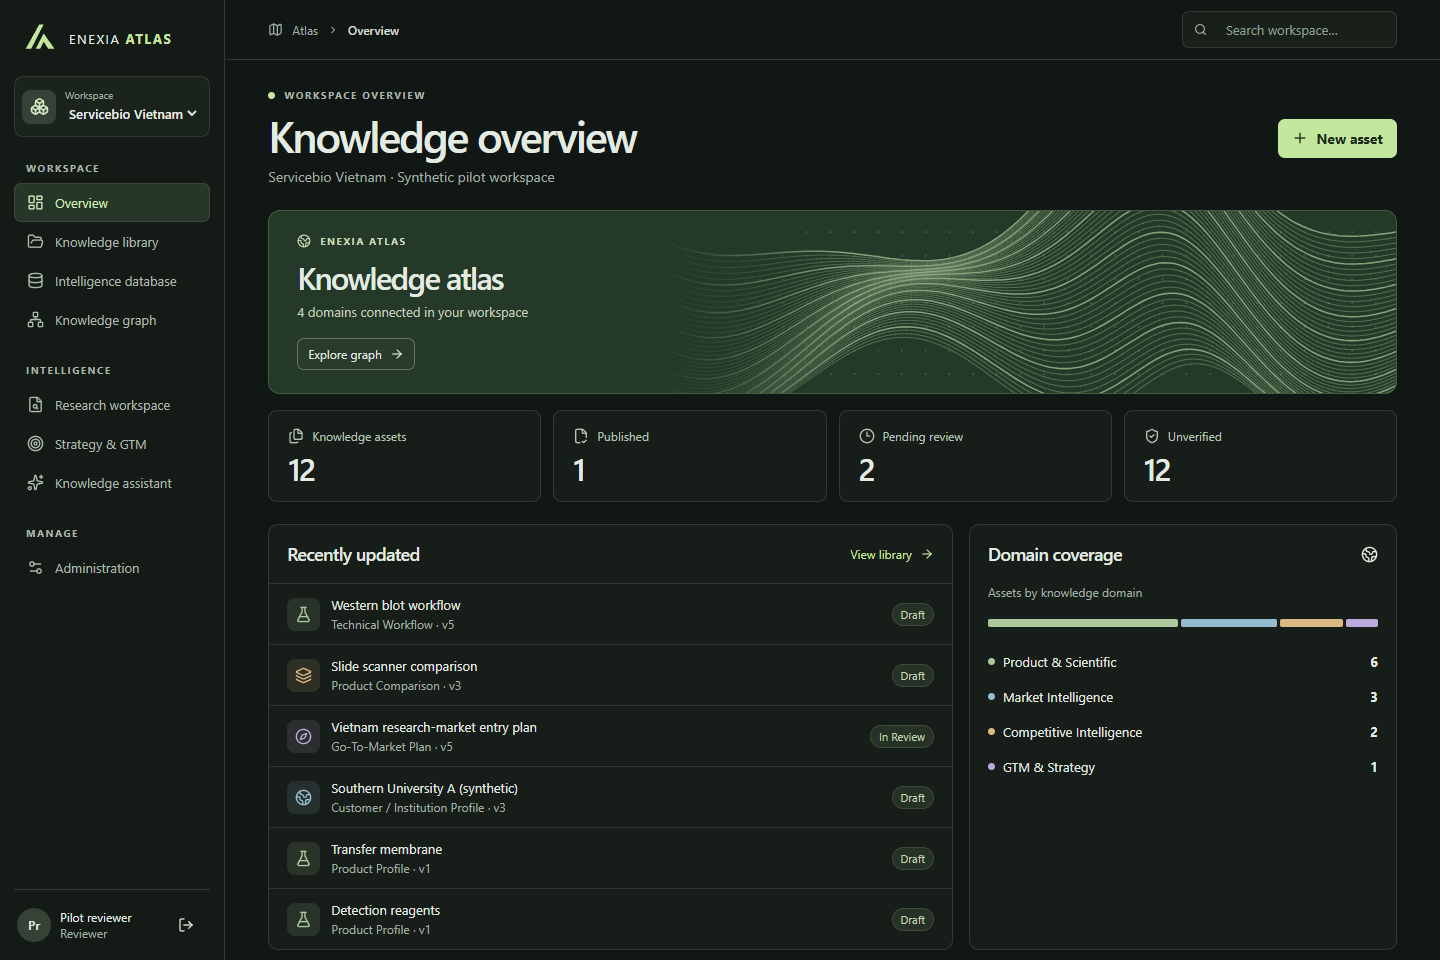 ENEXIA ATLAS
Workspace
Servicebio Vietnam
WORKSPACE
Overview
Knowledge library
Intelligence database
Knowledge graph
INTELLIGENCE
Research workspace
Strategy & GTM
Knowledge assistant
MANAGE
Administration
Pr
Pilot reviewer
Reviewer
Atlas
Overview
Search workspace...
WORKSPACE OVERVIEW
Knowledge overview
Servicebio Vietnam · Synthetic pilot workspace
New asset
ENEXIA ATLAS
Knowledge atlas
4 domains connected in your workspace
Explore graph
Knowledge assets
12
Published
1
Pending review
2
Unverified
12
Recently updated
View library
Western blot workflow
Technical Workflow · v5
Draft
Slide scanner comparison
Product Comparison · v3
Draft
Vietnam research-market entry plan
Go-To-Market Plan · v5
In Review
Southern University A (synthetic)
Customer / Institution Profile · v3
Draft
Transfer membrane
Product Profile · v1
Draft
Detection reagents
Product Profile · v1
Draft
Domain coverage
Assets by knowledge domain
Product & Scientific 6
Market Intelligence 3
Competitive Intelligence 2
GTM & Strategy 1